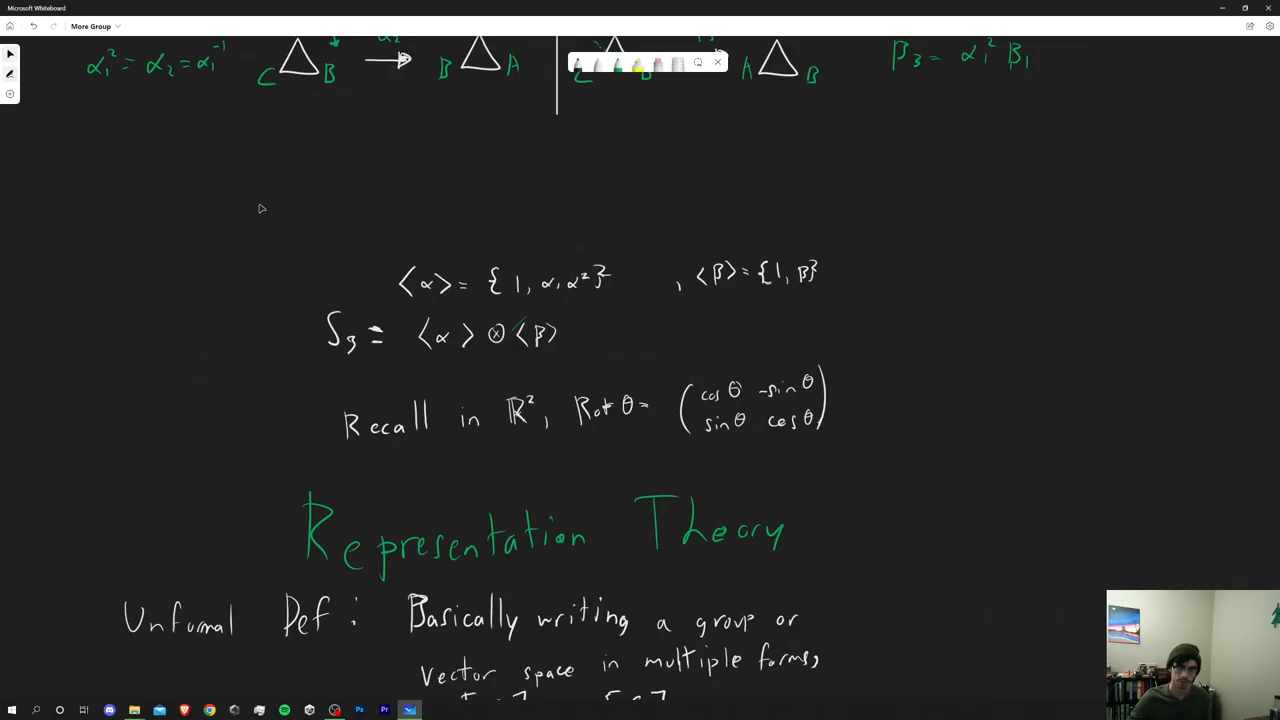 Microsoft Whiteboard
More Group
α₁² = α₂ = α₁⁻¹
C B
B A
A B
β₃ = α₁² β₁
<α> = { 1, α, α² } , <β> = { 1, β }
S₃ = <α> ⊗ <β>
Recall in ℝ², Rot θ = ( cos θ -sin θ
sin θ cos θ )
Representation Theory
Unformal Def : Basically writing a group or
vector space in multiple forms,